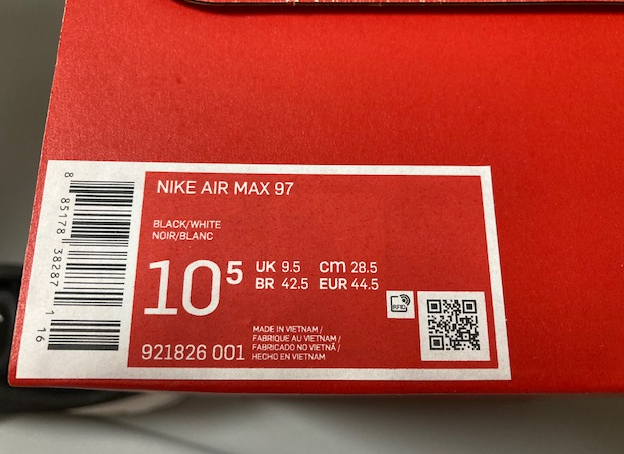 8 85178 38287 1 16
NIKE AIR MAX 97
BLACK/WHITE
NOIR/BLANC
10⁵
UK 9.5 cm 28.5
BR 42.5 EUR 44.5
RFID
921826 001
MADE IN VIETNAM /
FABRIQUE AU VIETNAM /
FABRICADO NO VIETNÃ /
HECHO EN VIETNAM